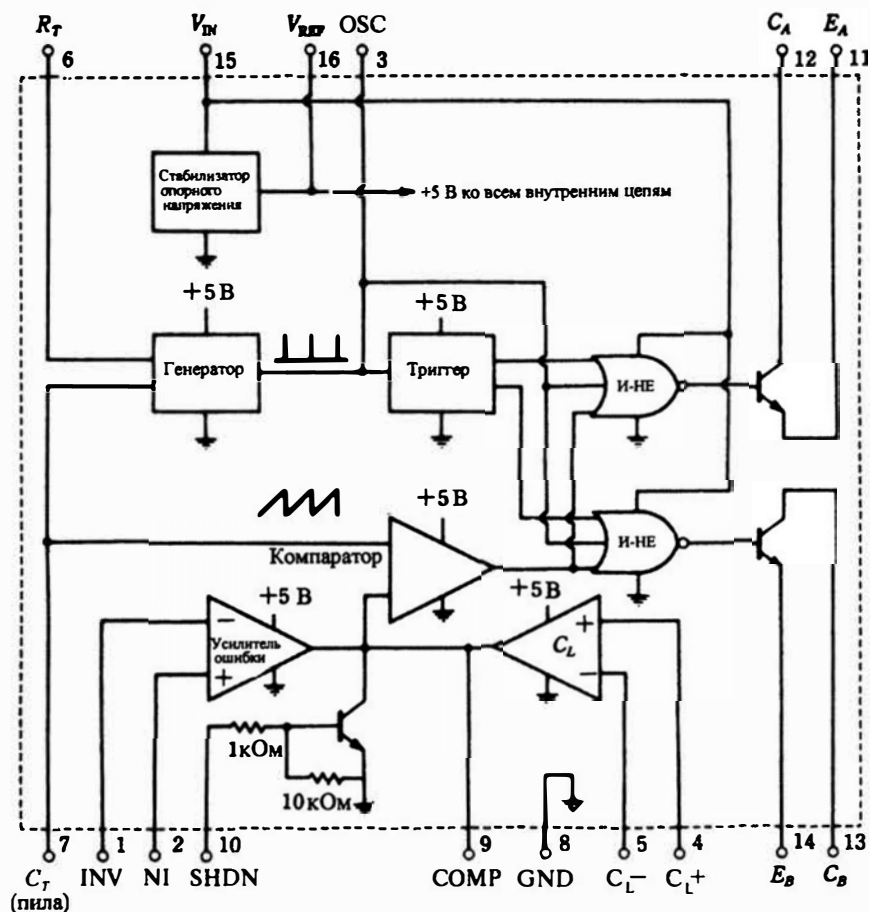 R_T V_IN V_REF OSC C_A E_A
6 15 16 3 12 11
Стабилизатор
опорного
напряжения
+5 В ко всем внутренним цепям
+5 В
+5 В
Генератор
Триггер
И-НЕ
+5 В
Компаратор
И-НЕ
+5 В
+5 В
−
Усилитель
ошибки
+
+
C_L
−
1кОм
10кОм
7 1 2 10 9 8 5 4 14 13
C_T INV NI SHDN COMP GND C_L− C_L+ E_B C_B
(пила)